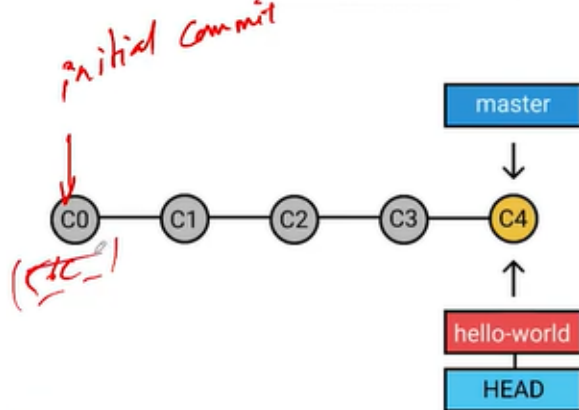 initial commit
master
C0 C1 C2 C3 C4
hello-world
HEAD